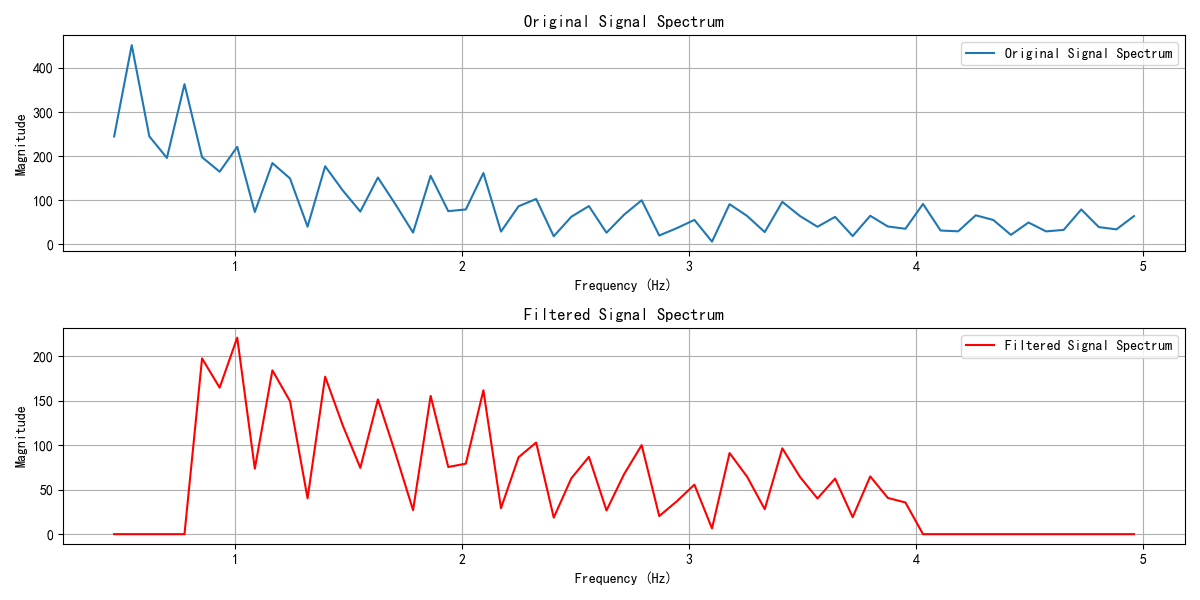 Original Signal Spectrum
Original Signal Spectrum
400
300
200
100
0
Magnitude
1 2 3 4 5
Frequency (Hz)
Filtered Signal Spectrum
Filtered Signal Spectrum
200
150
100
50
0
Magnitude
1 2 3 4 5
Frequency (Hz)